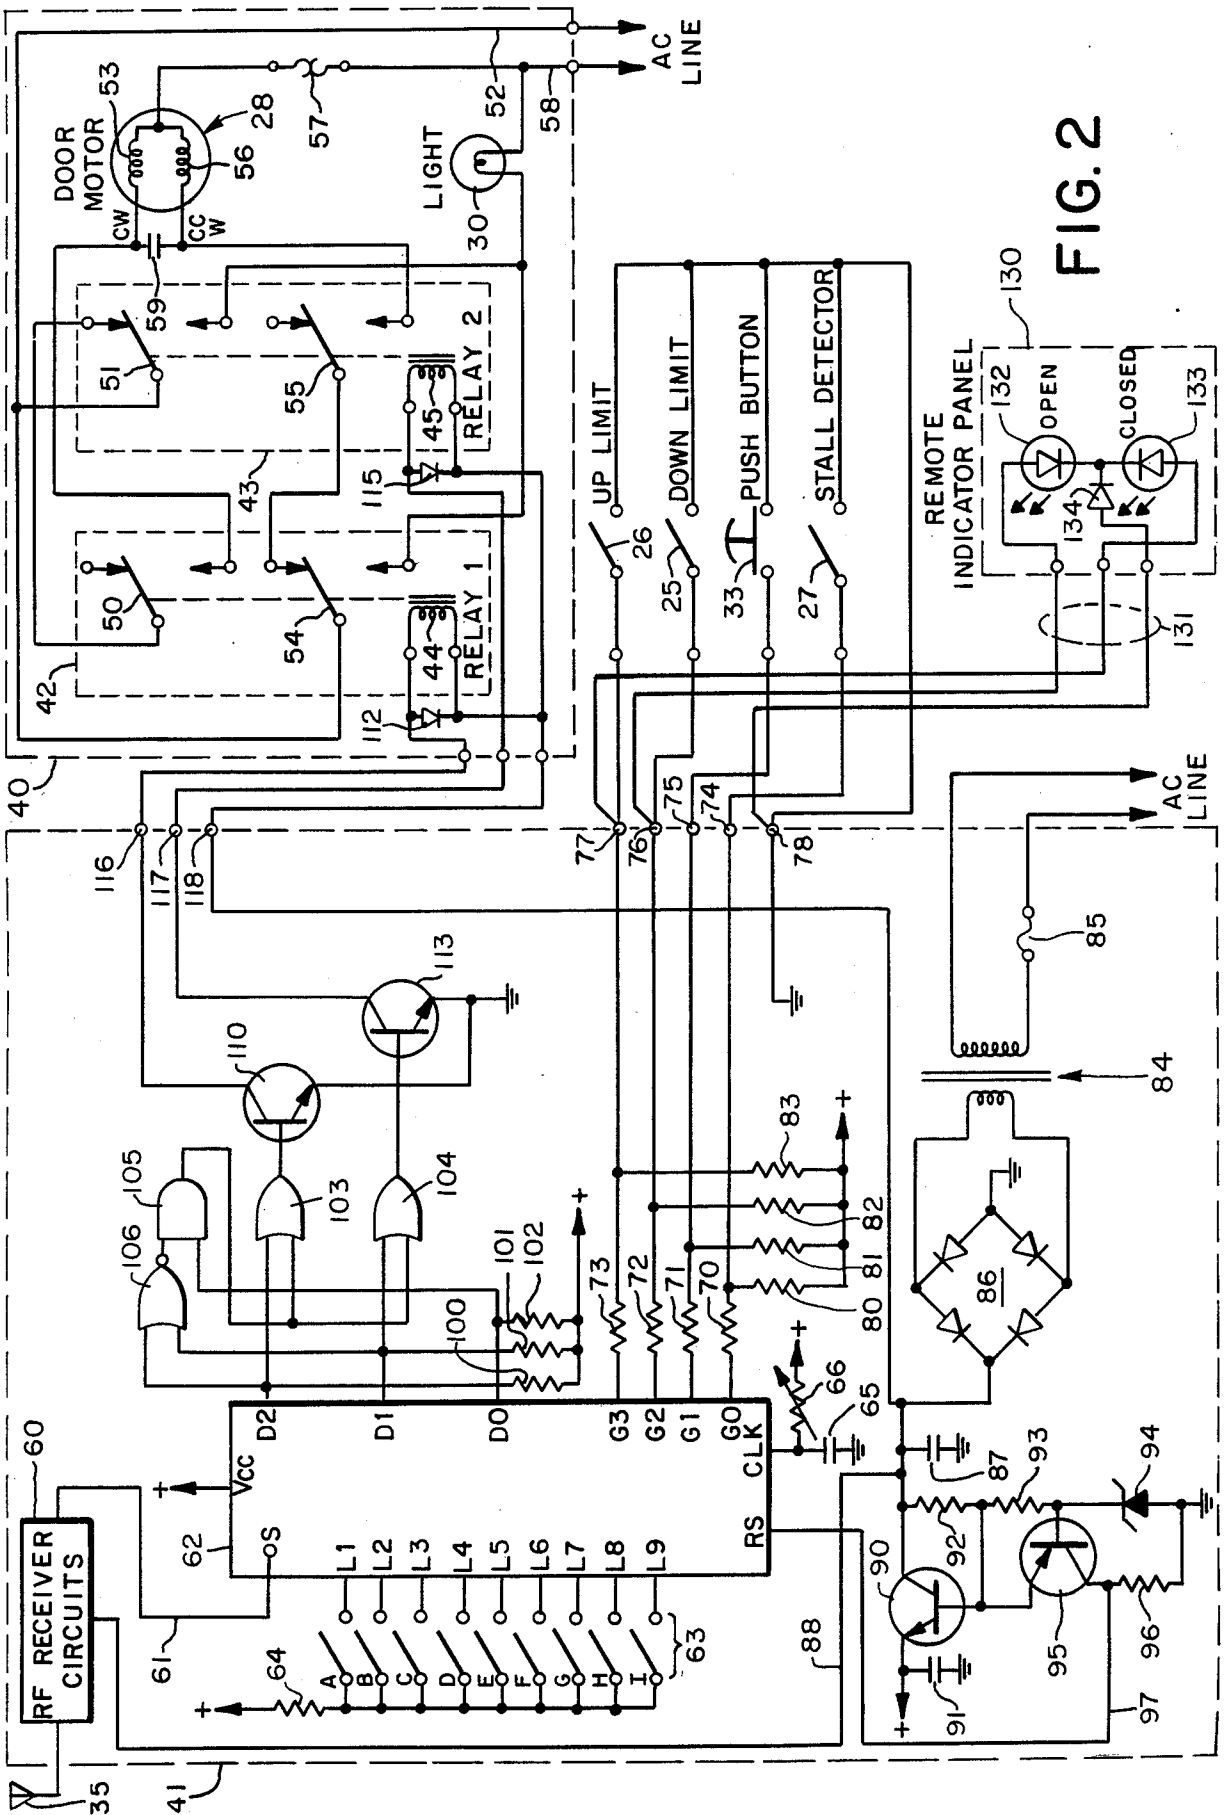 FIG. 2
40
42
43
50
51
59
CW
CC
W
DOOR
MOTOR
53
56
28
57
54
55
52
58
AC
LINE
112
44
RELAY 1
115
45
RELAY 2
LIGHT
30
41
35
60
RF RECEIVER
CIRCUITS
61
62
VCC
OS
D2
D1
D0
G3
G2
G1
G0
CLK
RS
L1
L2
L3
L4
L5
L6
L7
L8
L9
A
B
C
D
E
F
G
H
I
63
64
+
+
106
105
103
104
110
113
116
117
118
100
101
102
+
73
72
71
70
77
76
75
74
78
80
81
82
83
+
66
65
+
26
UP LIMIT
25
DOWN LIMIT
33
PUSH BUTTON
27
STALL DETECTOR
131
REMOTE
INDICATOR PANEL
130
132
OPEN
134
CLOSED
133
88
90
91
+
92
93
87
94
95
96
97
86
84
85
AC
LINE